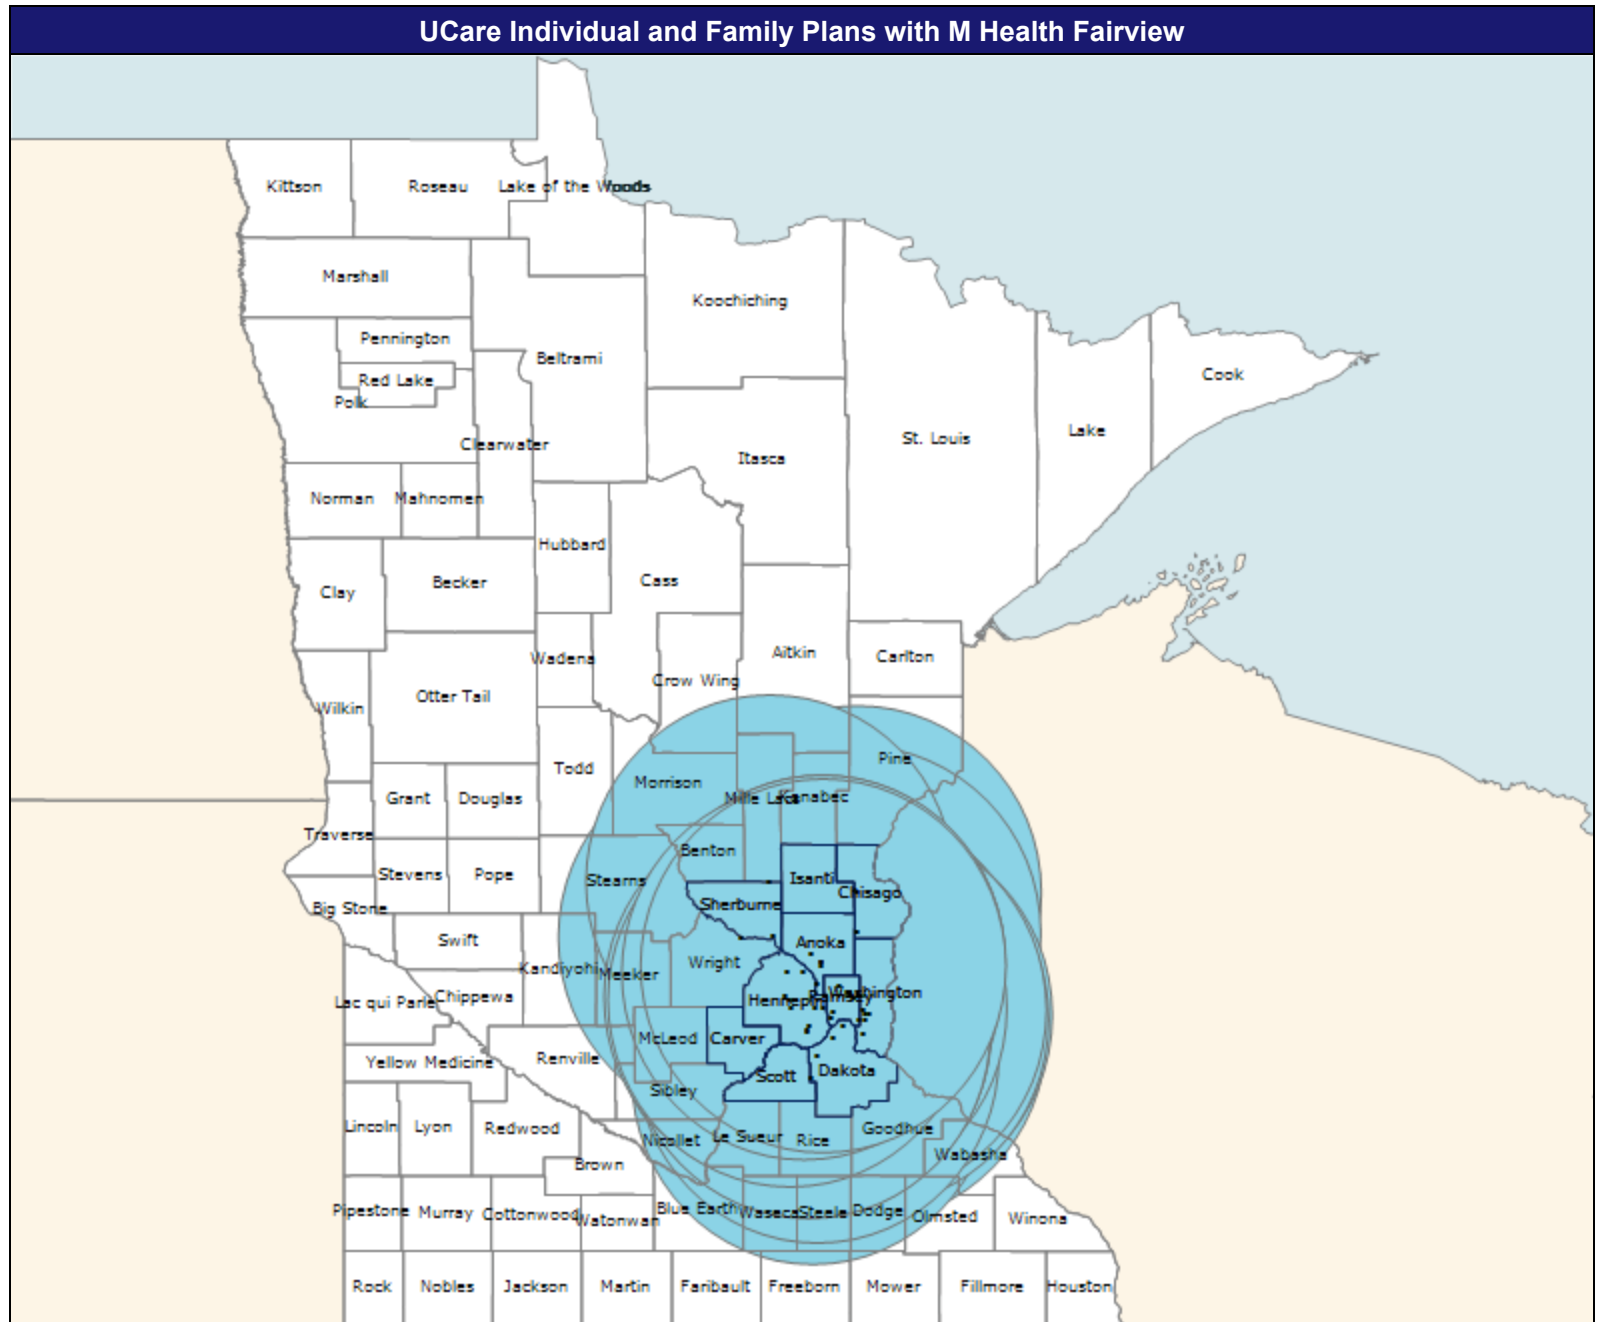 UCare Individual and Family Plans with M Health Fairview
Kittson
Roseau
Lake of the Woods
Marshall
Koochiching
Pennington
Beltrami
Red Lake
Cook
Polk
Lake
St. Louis
Clearwater
Itasca
Norman
Mahnomen
Hubbard
Becker
Cass
Clay
Aitkin
Carlton
Wadena
Crow Wing
Otter Tail
Wilkin
Pine
Todd
Morrison
Grant
Douglas
Mille Lacs
Kanabec
Traverse
Benton
Stevens
Pope
Stearns
Isanti
Chisago
Sherburne
Big Stone
Swift
Anoka
Wright
Kandiyohi
Meeker
Lac qui Parle
Chippewa
Hennepin
Ramsey
Washington
McLeod
Carver
Yellow Medicine
Renville
Scott
Dakota
Sibley
Lincoln
Lyon
Redwood
Nicollet
Le Sueur
Rice
Goodhue
Wabasha
Brown
Pipestone
Murray
Cottonwood
Watonwan
Blue Earth
Waseca
Steele
Dodge
Olmsted
Winona
Rock
Nobles
Jackson
Martin
Faribault
Freeborn
Mower
Fillmore
Houston